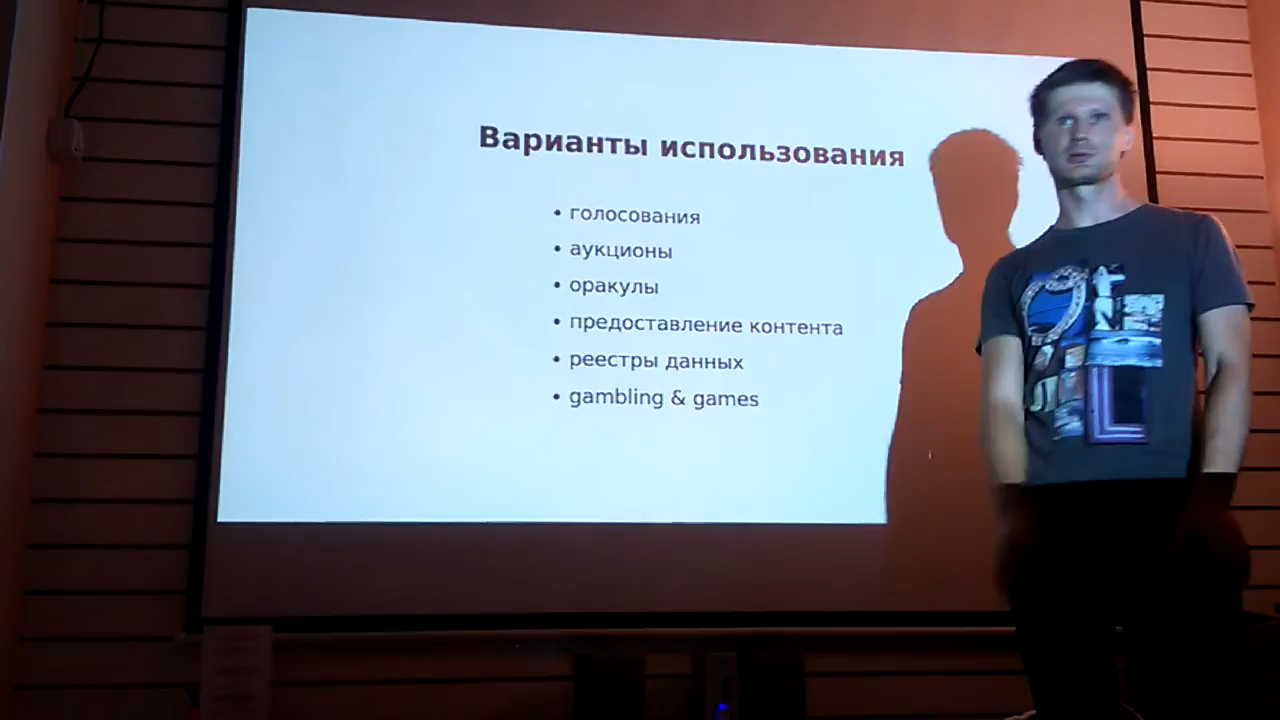 Варианты использования
• голосования
• аукционы
• оракулы
• предоставление контента
• реестры данных
• gambling & games